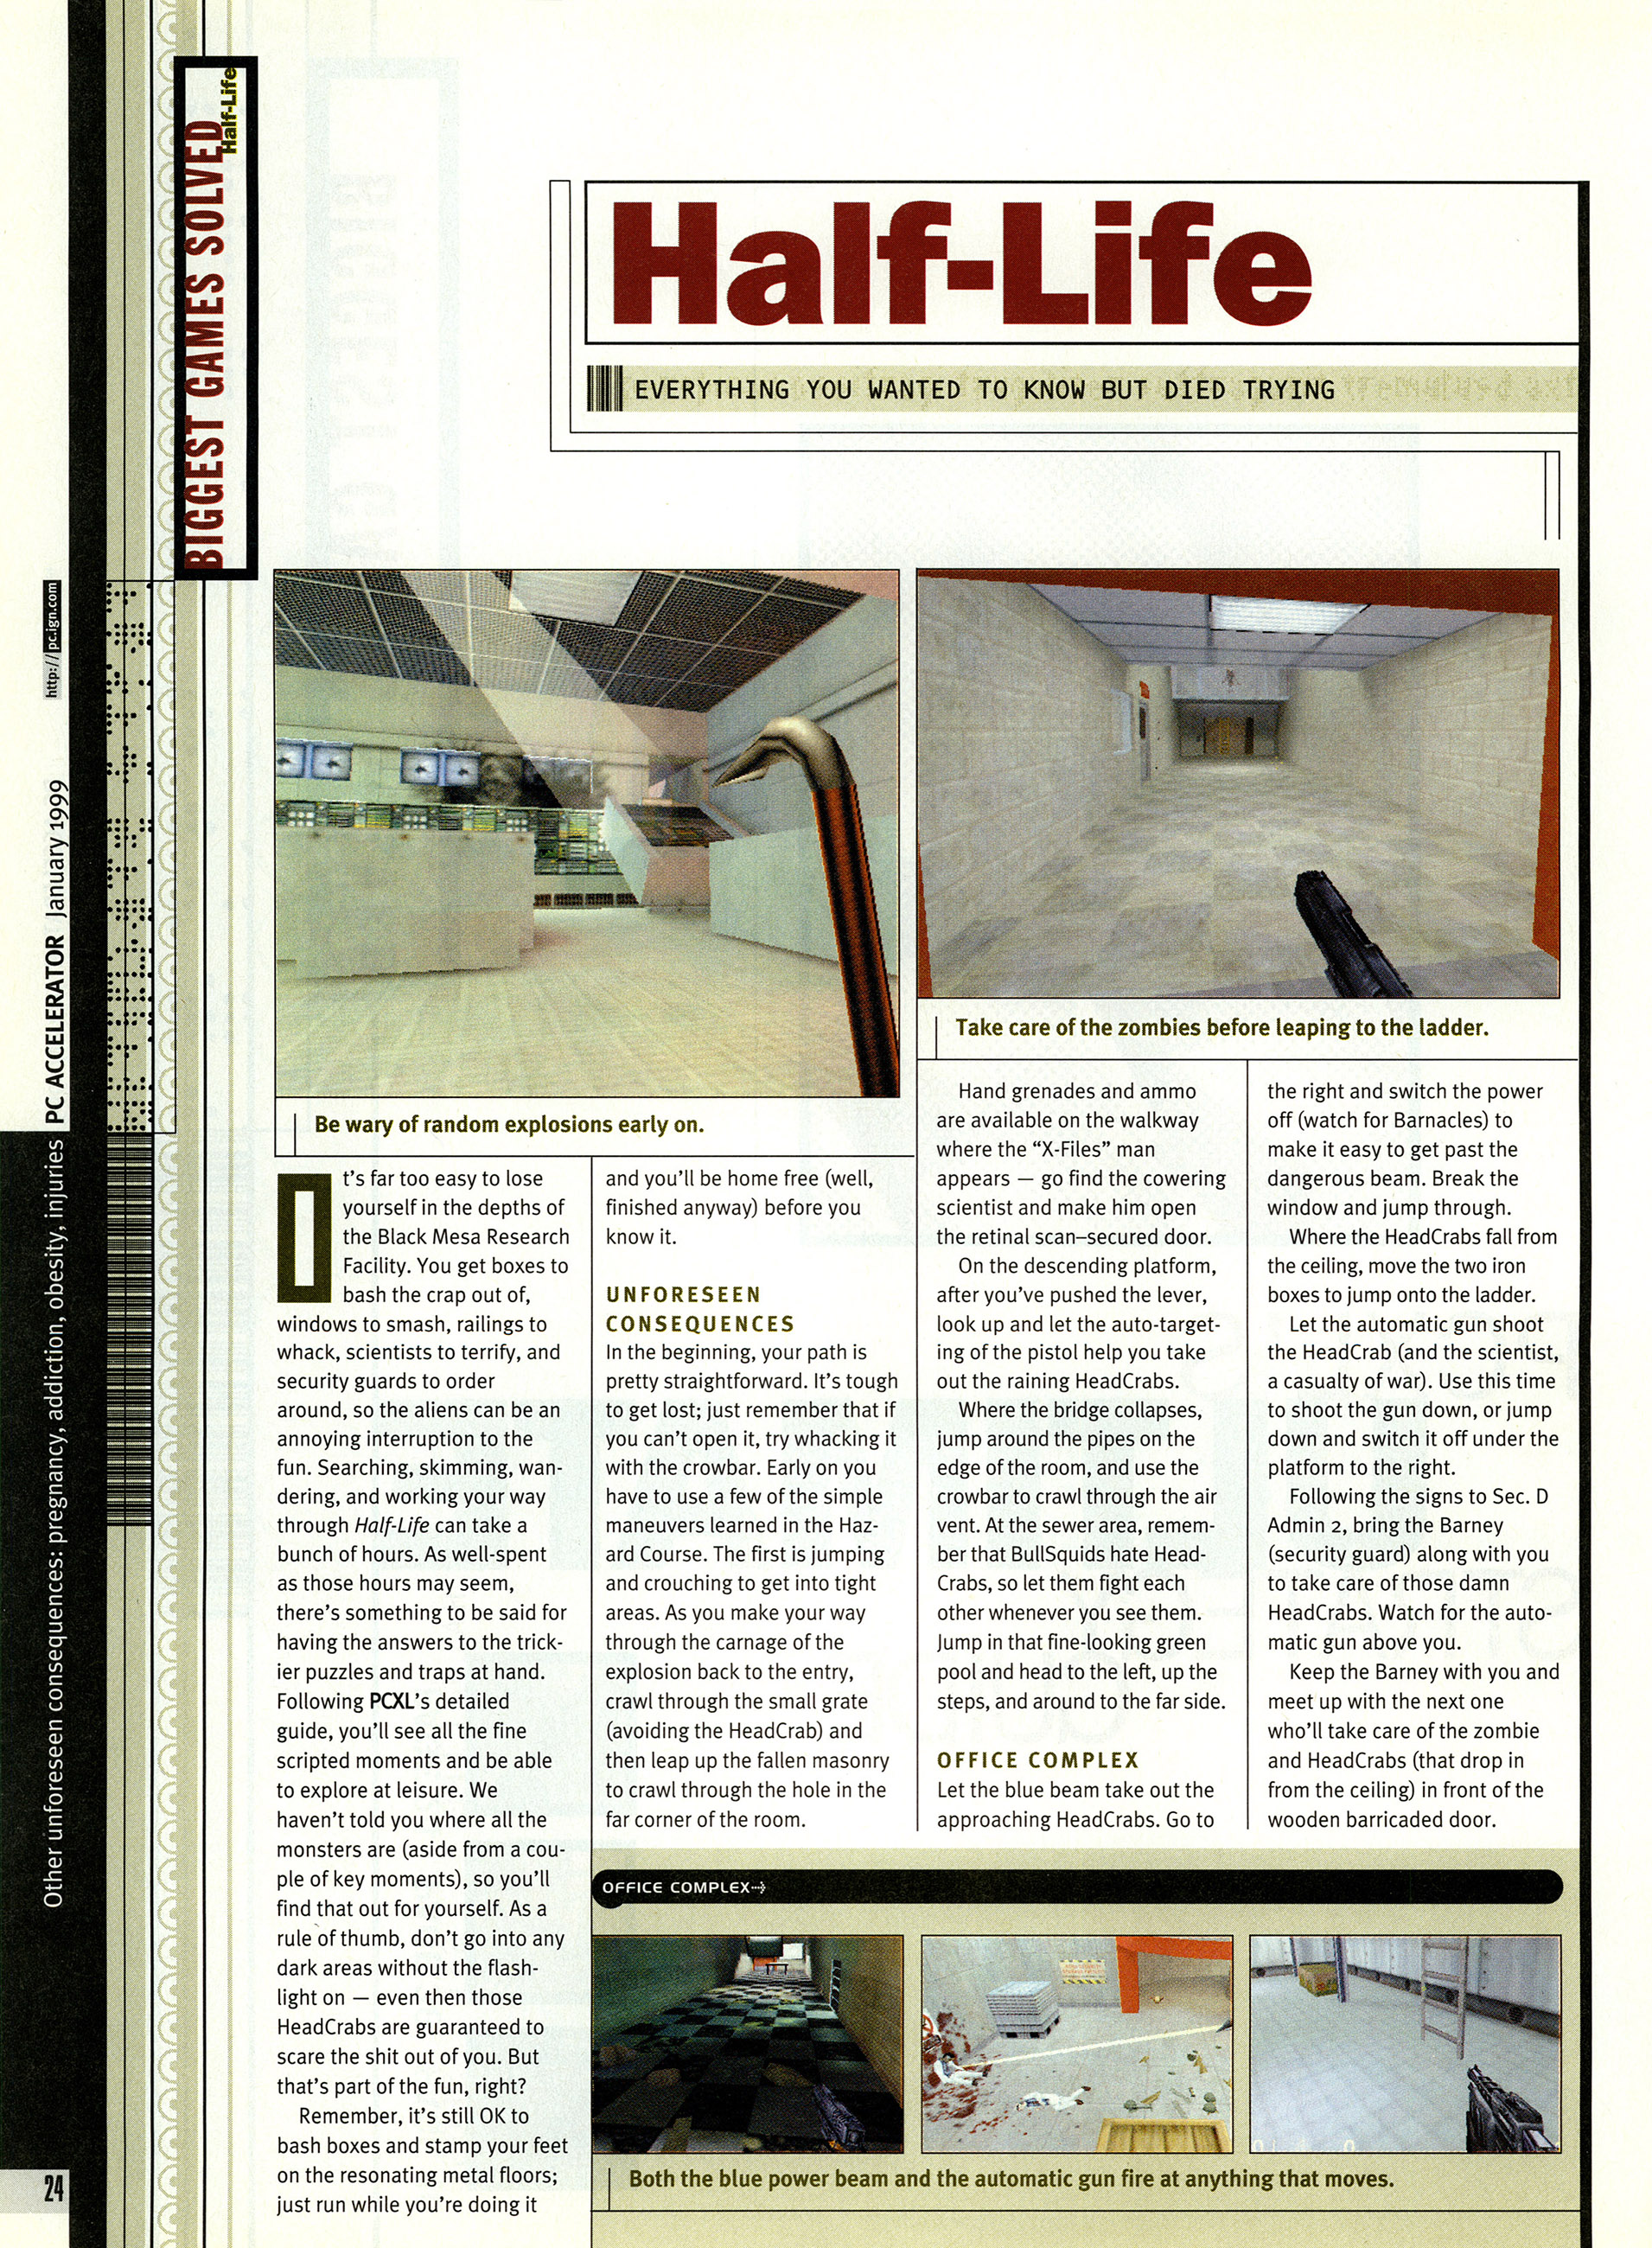 BIGGEST GAMES SOLVED
Half-Life
Half-Life
EVERYTHING YOU WANTED TO KNOW BUT DIED TRYING
http://pc.ign.com
PC ACCELERATOR January 1999
Other unforeseen consequences: pregnancy, addiction, obesity, injuries
24
Be wary of random explosions early on.
Take care of the zombies before leaping to the ladder.
It's far too easy to lose
yourself in the depths of
the Black Mesa Research
Facility. You get boxes to
bash the crap out of,
windows to smash, railings to
whack, scientists to terrify, and
security guards to order
around, so the aliens can be an
annoying interruption to the
fun. Searching, skimming, wan-
dering, and working your way
through Half-Life can take a
bunch of hours. As well-spent
as those hours may seem,
there's something to be said for
having the answers to the trick-
ier puzzles and traps at hand.
Following PCXL's detailed
guide, you'll see all the fine
scripted moments and be able
to explore at leisure. We
haven't told you where all the
monsters are (aside from a cou-
ple of key moments), so you'll
find that out for yourself. As a
rule of thumb, don't go into any
dark areas without the flash-
light on — even then those
HeadCrabs are guaranteed to
scare the shit out of you. But
that's part of the fun, right?
Remember, it's still OK to
bash boxes and stamp your feet
on the resonating metal floors;
just run while you're doing it
and you'll be home free (well,
finished anyway) before you
know it.
UNFORESEEN
CONSEQUENCES
In the beginning, your path is
pretty straightforward. It's tough
to get lost; just remember that if
you can't open it, try whacking it
with the crowbar. Early on you
have to use a few of the simple
maneuvers learned in the Haz-
ard Course. The first is jumping
and crouching to get into tight
areas. As you make your way
through the carnage of the
explosion back to the entry,
crawl through the small grate
(avoiding the HeadCrab) and
then leap up the fallen masonry
to crawl through the hole in the
far corner of the room.
Hand grenades and ammo
are available on the walkway
where the "X-Files" man
appears — go find the cowering
scientist and make him open
the retinal scan–secured door.
On the descending platform,
after you've pushed the lever,
look up and let the auto-target-
ing of the pistol help you take
out the raining HeadCrabs.
Where the bridge collapses,
jump around the pipes on the
edge of the room, and use the
crowbar to crawl through the air
vent. At the sewer area, remem-
ber that BullSquids hate Head-
Crabs, so let them fight each
other whenever you see them.
Jump in that fine-looking green
pool and head to the left, up the
steps, and around to the far side.
OFFICE COMPLEX
Let the blue beam take out the
approaching HeadCrabs. Go to
the right and switch the power
off (watch for Barnacles) to
make it easy to get past the
dangerous beam. Break the
window and jump through.
Where the HeadCrabs fall from
the ceiling, move the two iron
boxes to jump onto the ladder.
Let the automatic gun shoot
the HeadCrab (and the scientist,
a casualty of war). Use this time
to shoot the gun down, or jump
down and switch it off under the
platform to the right.
Following the signs to Sec. D
Admin 2, bring the Barney
(security guard) along with you
to take care of those damn
HeadCrabs. Watch for the auto-
matic gun above you.
Keep the Barney with you and
meet up with the next one
who'll take care of the zombie
and HeadCrabs (that drop in
from the ceiling) in front of the
wooden barricaded door.
OFFICE COMPLEX
Both the blue power beam and the automatic gun fire at anything that moves.